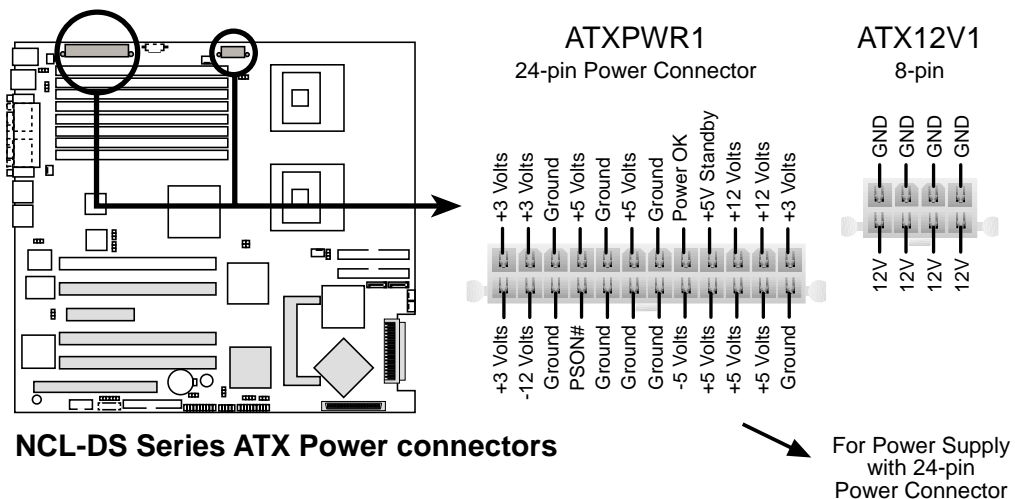 ATXPWR1
24-pin Power Connector
+3 Volts
+3 Volts
Ground
+5 Volts
Ground
+5 Volts
Ground
Power OK
+5V Standby
+12 Volts
+12 Volts
+3 Volts
+3 Volts
-12 Volts
Ground
PSON#
Ground
Ground
Ground
-5 Volts
+5 Volts
+5 Volts
+5 Volts
Ground
ATX12V1
8-pin
GND
GND
GND
GND
12V
12V
12V
12V
NCL-DS Series ATX Power connectors
For Power Supply
with 24-pin
Power Connector